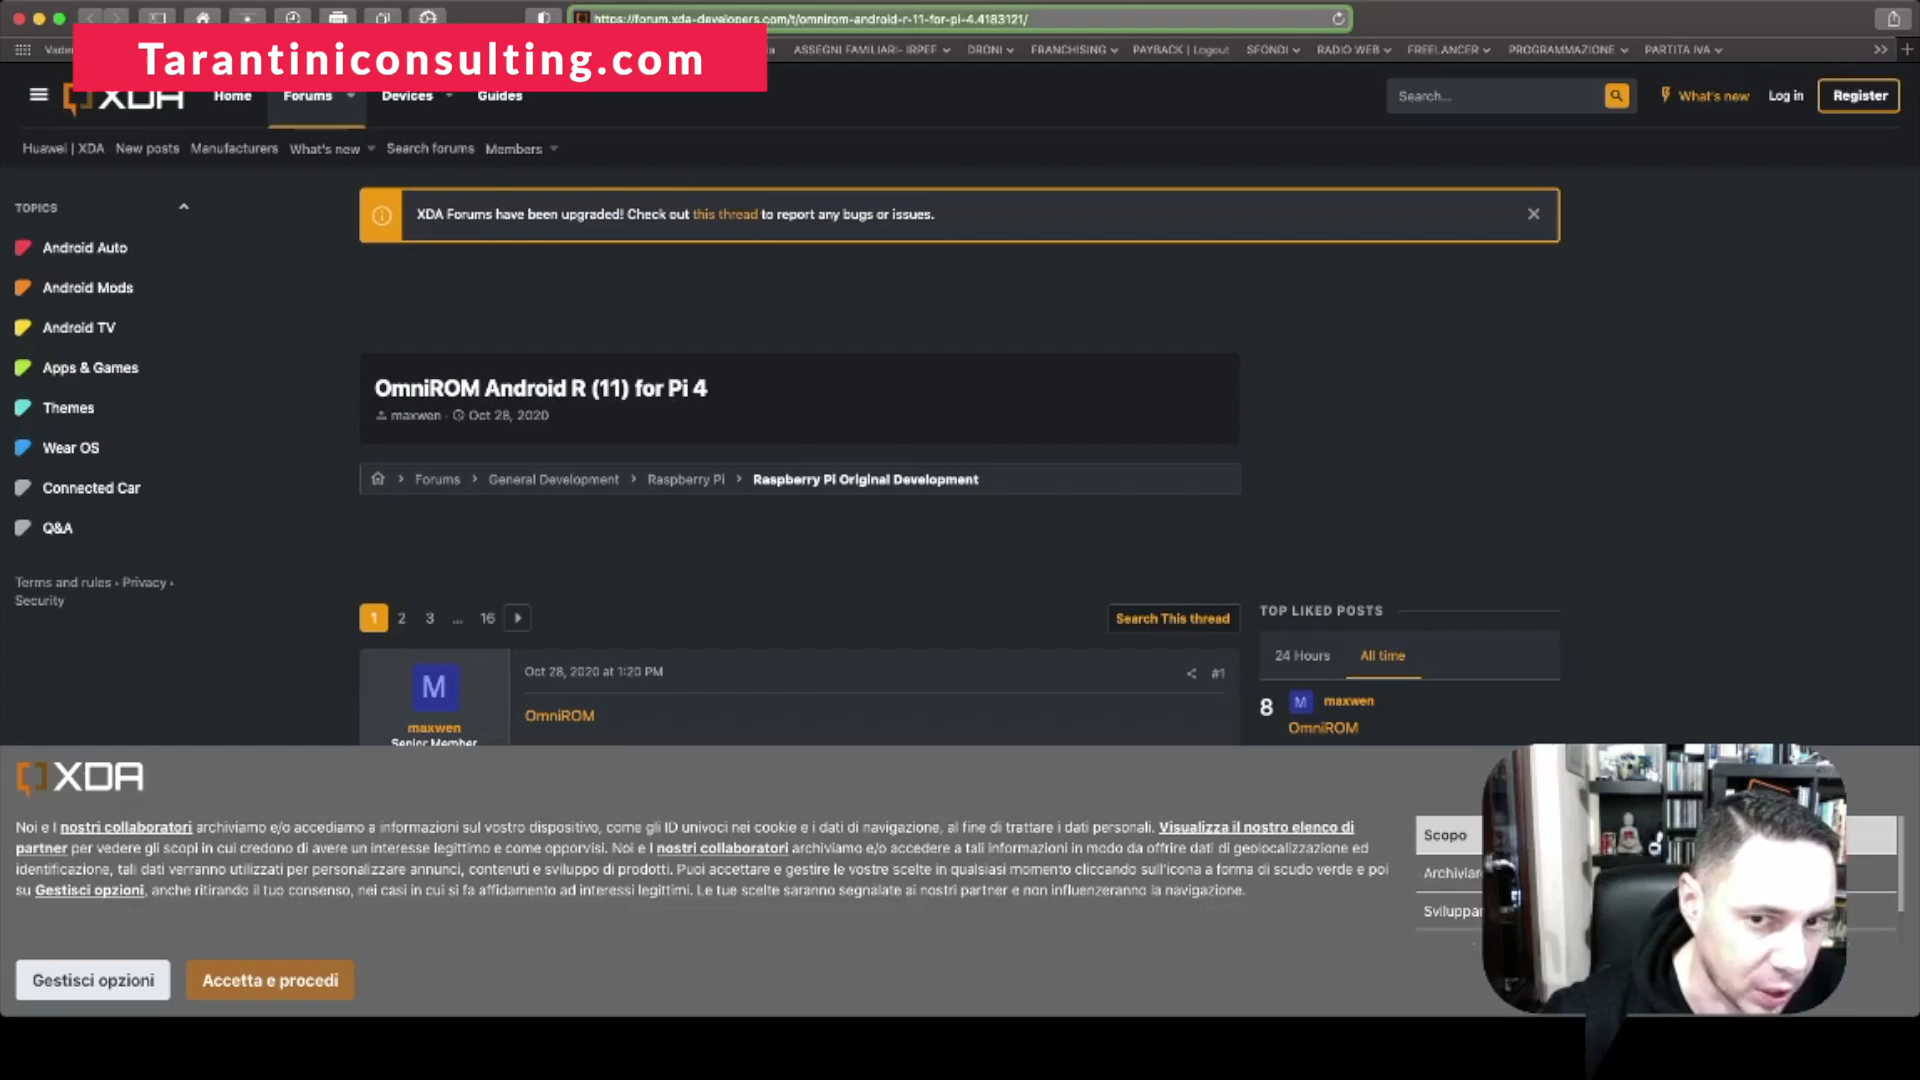 https://forum.xda-developers.com/t/omnirom-android-r-11-for-pi-4.4183121/
ASSEGNI FAMILIARI- IRPEF DRONI FRANCHISING PAYBACK | Logout SFONDI RADIO WEB FREELANCER PROGRAMMAZIONE PARTITA IVA
Tarantiniconsulting.com
XDA Home Forums Devices Guides Search... What's new Log in Register
Huawei | XDA New posts Manufacturers What's new Search forums Members
TOPICS
Android Auto
Android Mods
Android TV
Apps & Games
Themes
Wear OS
Connected Car
Q&A
Terms and rules • Privacy •
Security
XDA Forums have been upgraded! Check out this thread to report any bugs or issues.
OmniROM Android R (11) for Pi 4
maxwen · Oct 28, 2020
Forums > General Development > Raspberry Pi > Raspberry Pi Original Development
1 2 3 ... 16
Search This thread
Oct 28, 2020 at 1:20 PM #1
M
maxwen
Senior Member
OmniROM
TOP LIKED POSTS
24 Hours All time
8 M maxwen
OmniROM
XDA
Noi e I nostri collaboratori archiviamo e/o accediamo a informazioni sul vostro dispositivo, come gli ID univoci nei cookie e i dati di navigazione, al fine di trattare i dati personali. Visualizza il nostro elenco di
partner per vedere gli scopi in cui credono di avere un interesse legittimo e come opporvisi. Noi e I nostri collaboratori archiviamo e/o accedere a tali informazioni in modo da offrire dati di geolocalizzazione ed
identificazione, tali dati verranno utilizzati per personalizzare annunci, contenuti e sviluppo di prodotti. Puoi accettare e gestire le vostre scelte in qualsiasi momento cliccando sull'icona a forma di scudo verde e poi
su Gestisci opzioni, anche ritirando il tuo consenso, nei casi in cui si fa affidamento ad interessi legittimi. Le tue scelte saranno segnalate ai nostri partner e non influenzeranno la navigazione.
Scopo
Archiviar
Sviluppar
Gestisci opzioni
Accetta e procedi